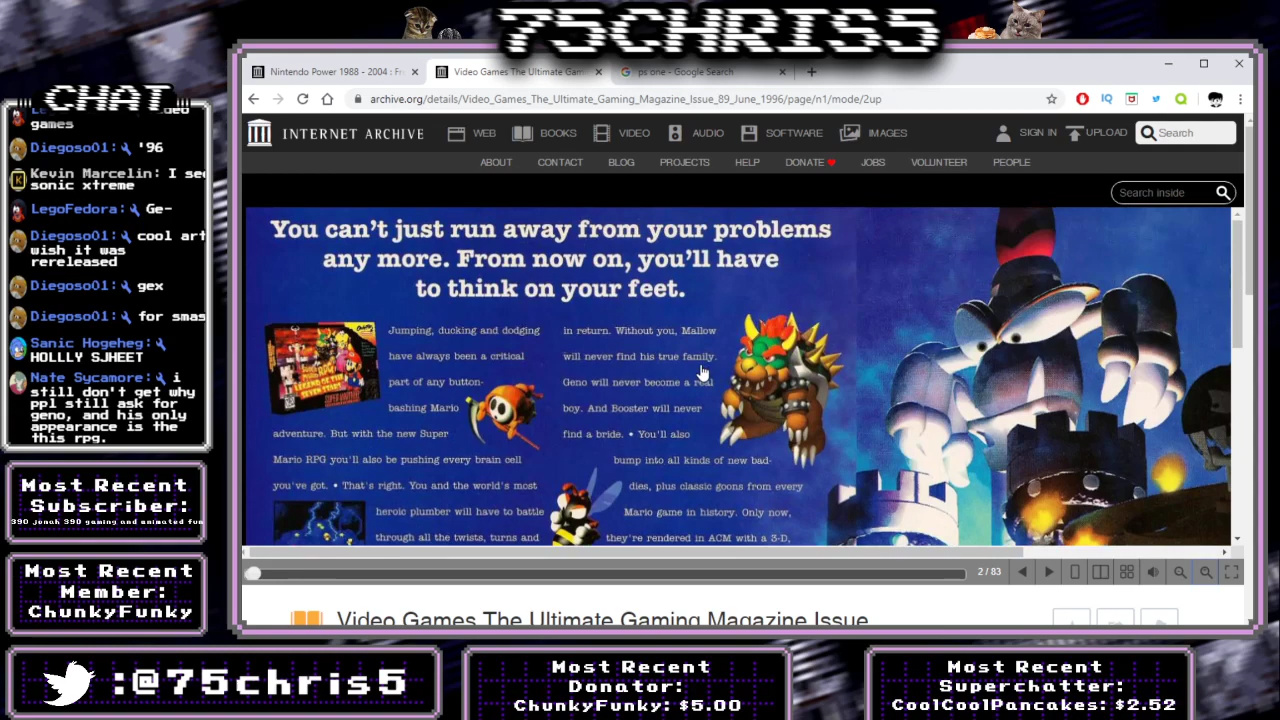 75CHRIS5
CHAT
games
Diegoso01: '96
Kevin Marcelin: I see
sonic xtreme
LegoFedora: Ge-
Diegoso01: cool art
wish it was
rereleased
Diegoso01: gex
Diegoso01: for smas
Sanic Hogeheg:
HOLLLY SJHEET
Nate Sycamore: i
still don't get why
ppl still ask for
geno, and his only
appearance is the
this rpg.
Most Recent
Subscriber:
390 jonah 390 gaming and animated fun
Most Recent
Member:
ChunkyFunky
:@75chris5
Most Recent
Donator:
ChunkyFunky: $5.00
Most Recent
Superchatter:
CoolCoolPancakes: $2.52
Nintendo Power 1988 - 2004 : Fr
Video Games The Ultimate Gam
ps one - Google Search
archive.org/details/Video_Games_The_Ultimate_Gaming_Magazine_Issue_89_June_1996/page/n1/mode/2up
INTERNET ARCHIVE
WEB
BOOKS
VIDEO
AUDIO
SOFTWARE
IMAGES
SIGN IN
UPLOAD
Search
ABOUT
CONTACT
BLOG
PROJECTS
HELP
DONATE
JOBS
VOLUNTEER
PEOPLE
Search inside
You can't just run away from your problems
any more. From now on, you'll have
to think on your feet.
Jumping, ducking and dodging
have always been a critical
part of any button-
bashing Mario
adventure. But with the new Super
Mario RPG you'll also be pushing every brain cell
you've got. • That's right. You and the world's most
heroic plumber will have to battle
through all the twists, turns and
in return. Without you, Mallow
will never find his true family.
Geno will never become a real
boy. And Booster will never
find a bride. • You'll also
bump into all kinds of new bad-
dies, plus classic goons from every
Mario game in history. Only now,
they're rendered in ACM with a 3-D,
2 / 83
Video Games The Ultimate Gaming Magazine Issue